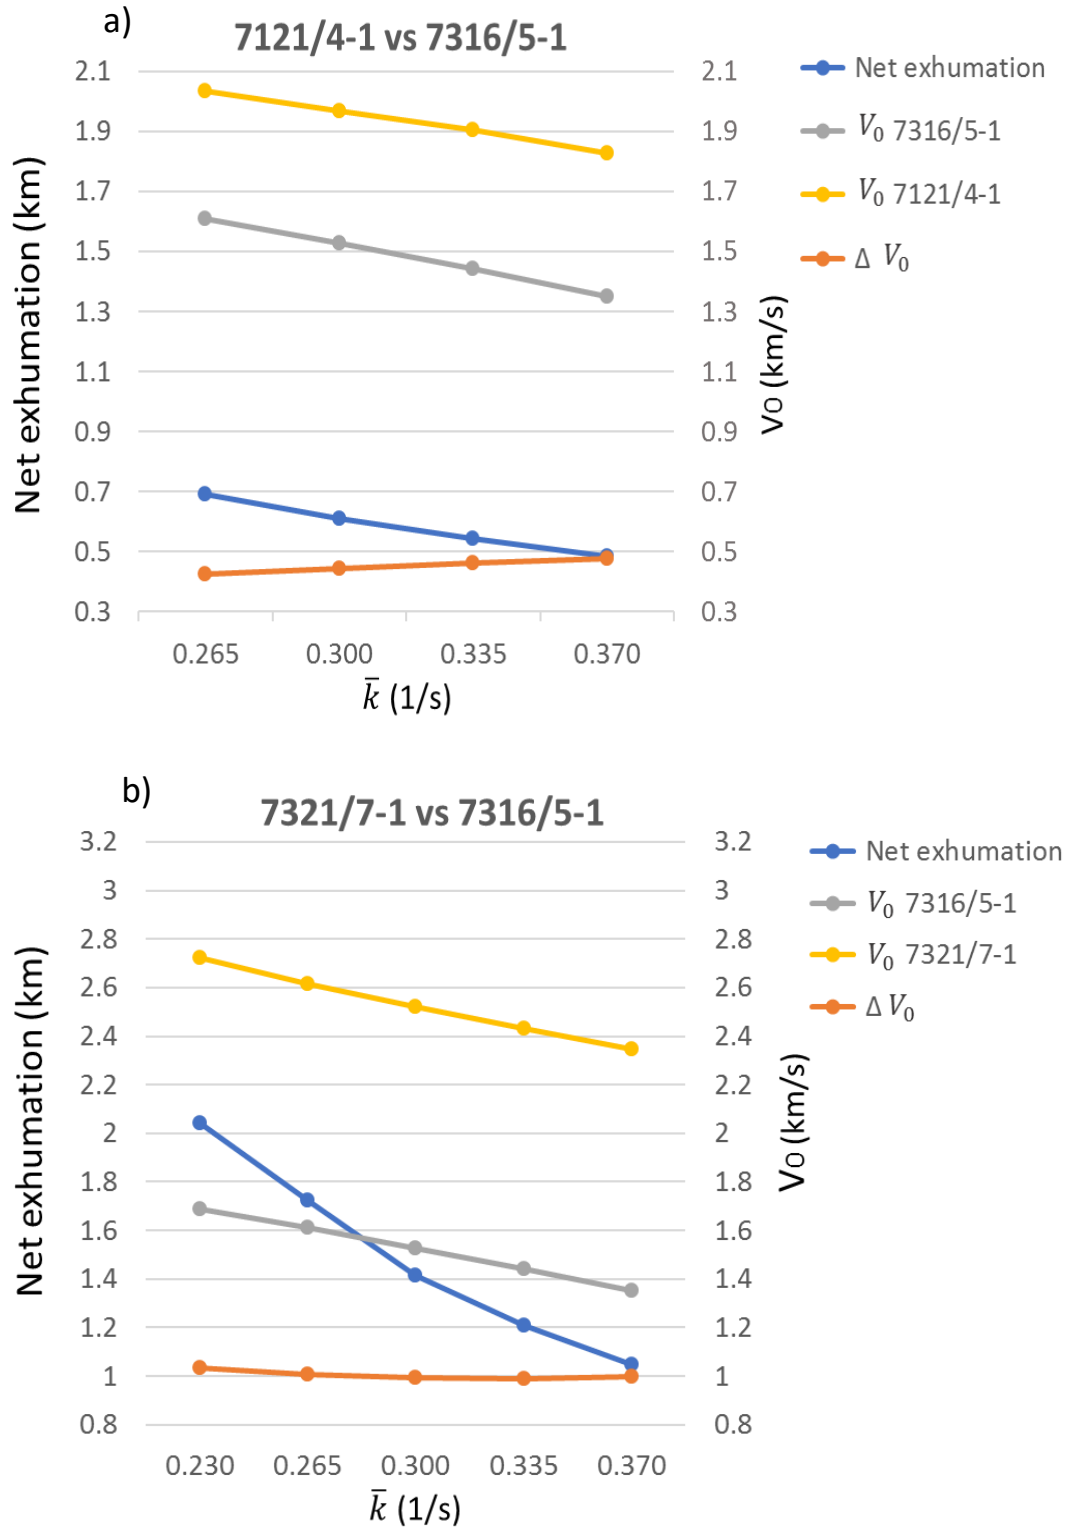 a)
7121/4-1 vs 7316/5-1
2.1
1.9
1.7
1.5
1.3
1.1
0.9
0.7
0.5
0.3
Net exhumation (km)
2.1
1.9
1.7
1.5
1.3
1.1
0.9
0.7
0.5
0.3
VO (km/s)
0.265 0.300 0.335 0.370
k̄ (1/s)
Net exhumation
V₀ 7316/5-1
V₀ 7121/4-1
Δ V₀
b)
7321/7-1 vs 7316/5-1
3.2
3
2.8
2.6
2.4
2.2
2
1.8
1.6
1.4
1.2
1
0.8
Net exhumation (km)
3.2
3
2.8
2.6
2.4
2.2
2
1.8
1.6
1.4
1.2
1
0.8
VO (km/s)
0.230 0.265 0.300 0.335 0.370
k̄ (1/s)
Net exhumation
V₀ 7316/5-1
V₀ 7321/7-1
Δ V₀